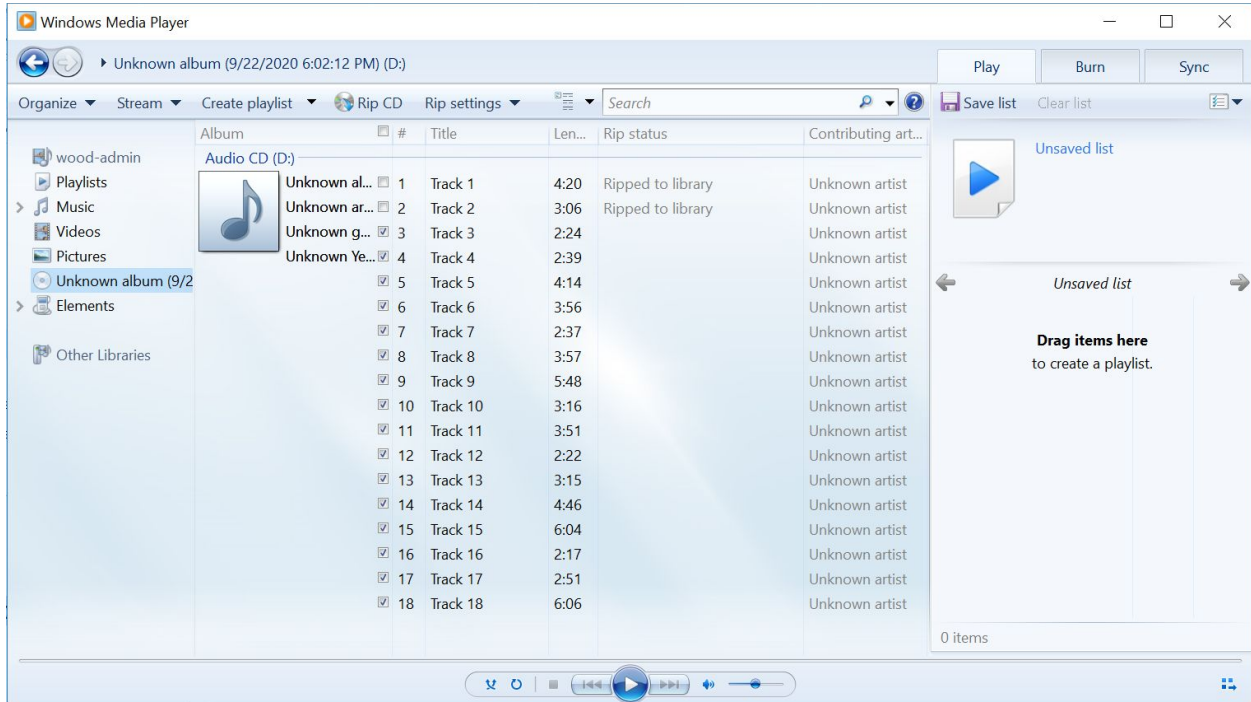 Windows Media Player
Unknown album (9/22/2020 6:02:12 PM) (D:)
Play Burn Sync
Organize Stream Create playlist Rip CD Rip settings Search Save list Clear list
Album # Title Len... Rip status Contributing art...
wood-admin
Playlists
Music
Videos
Pictures
Unknown album (9/2
Elements
Other Libraries
Audio CD (D:)
Unknown al... 1 Track 1 4:20 Ripped to library Unknown artist
Unknown ar... 2 Track 2 3:06 Ripped to library Unknown artist
Unknown g... 3 Track 3 2:24 Unknown artist
Unknown Ye... 4 Track 4 2:39 Unknown artist
5 Track 5 4:14 Unknown artist
6 Track 6 3:56 Unknown artist
7 Track 7 2:37 Unknown artist
8 Track 8 3:57 Unknown artist
9 Track 9 5:48 Unknown artist
10 Track 10 3:16 Unknown artist
11 Track 11 3:51 Unknown artist
12 Track 12 2:22 Unknown artist
13 Track 13 3:15 Unknown artist
14 Track 14 4:46 Unknown artist
15 Track 15 6:04 Unknown artist
16 Track 16 2:17 Unknown artist
17 Track 17 2:51 Unknown artist
18 Track 18 6:06 Unknown artist
Unsaved list
Unsaved list
Drag items here
to create a playlist.
0 items